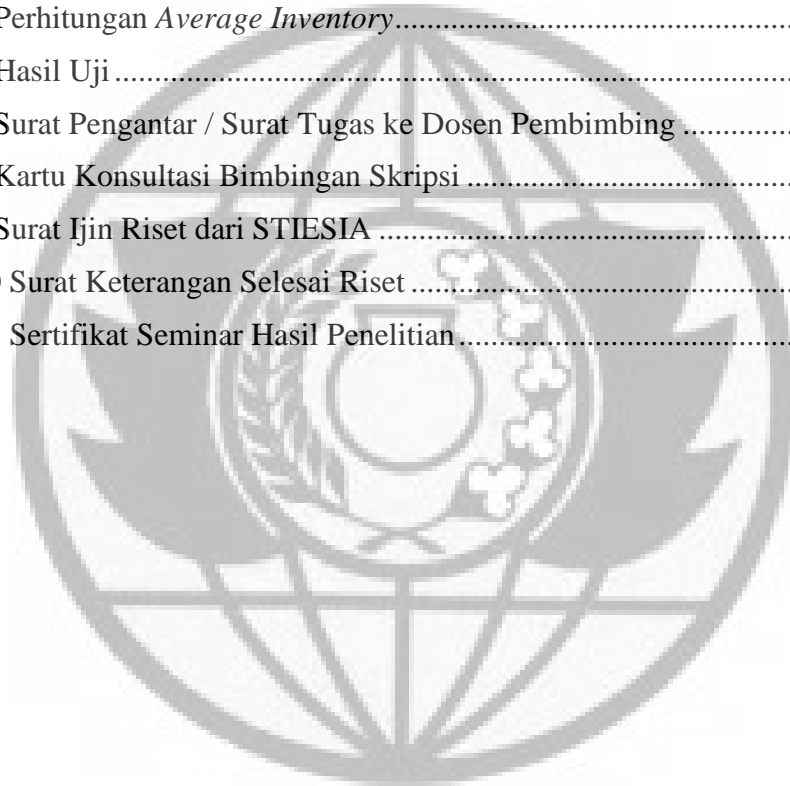 Perhitungan Average Inventory........................................................
Hasil Uji.............................................................................................
Surat Pengantar / Surat Tugas ke Dosen Pembimbing ...............
Kartu Konsultasi Bimbingan Skripsi ............................................
Surat Ijin Riset dari STIESIA ........................................................
Surat Keterangan Selesai Riset ....................................................
Sertifikat Seminar Hasil Penelitian..............................................